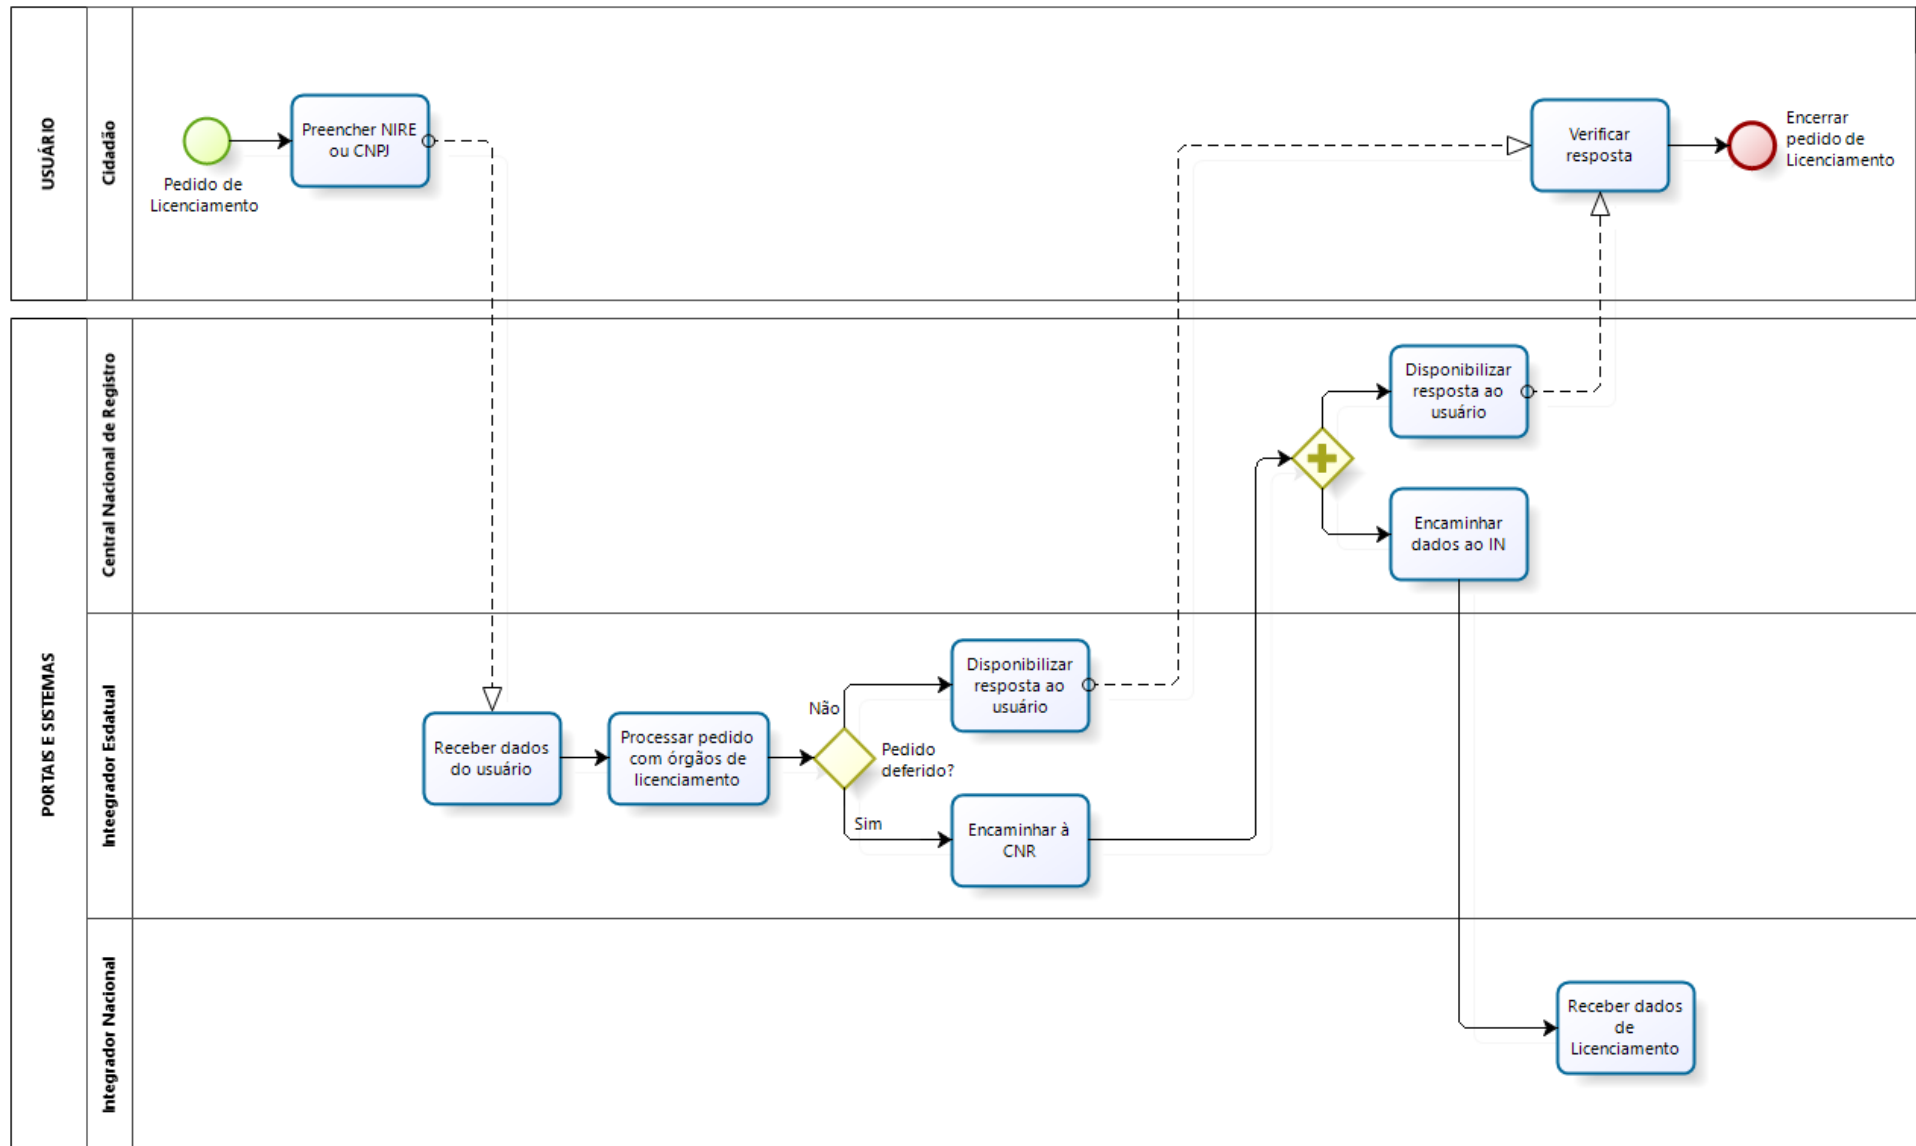 USUÁRIO
Cidadão
Pedido de
Licenciamento
Preencher NIRE
ou CNPJ
Verificar
resposta
Encerrar
pedido de
Licenciamento
PORTAIS E SISTEMAS
Central Nacional de Registro
Disponibilizar
resposta ao
usuário
Encaminhar
dados ao IN
Inteegrador Esdatual
Receber dados
do usuário
Processar pedido
com órgãos de
licenciamento
Não
Pedido
deferido?
Sim
Disponibilizar
resposta ao
usuário
Encaminhar à
CNR
Integrador Nacional
Receber dados
de
Licenciamento